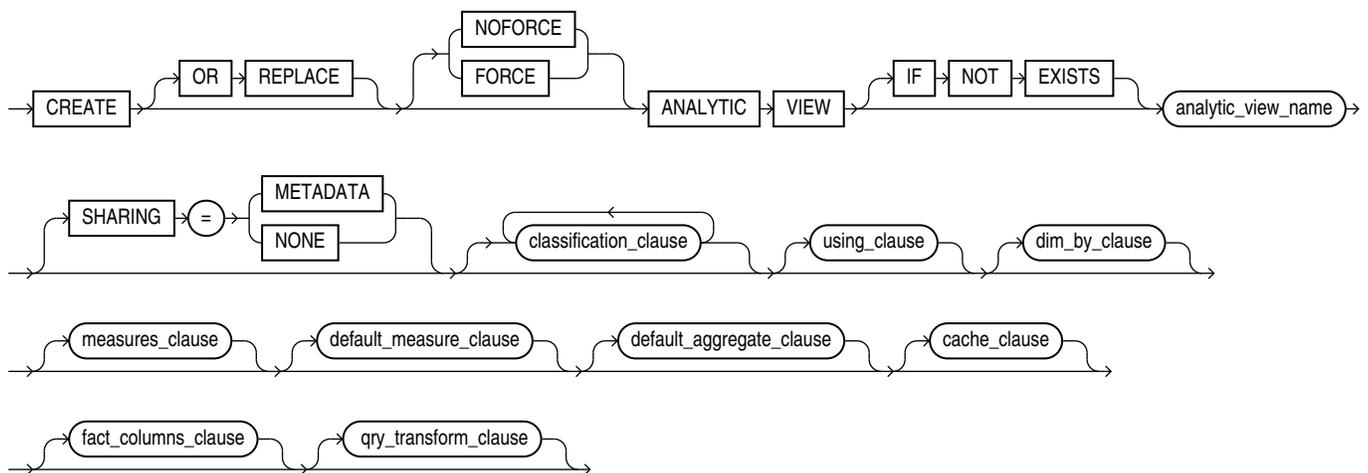 NOFORCE
OR REPLACE FORCE IF NOT EXISTS
CREATE ANALYTIC VIEW analytic_view_name
METADATA
SHARING =
NONE classification_clause using_clause dim_by_clause
measures_clause default_measure_clause default_aggregate_clause cache_clause
fact_columns_clause qry_transform_clause